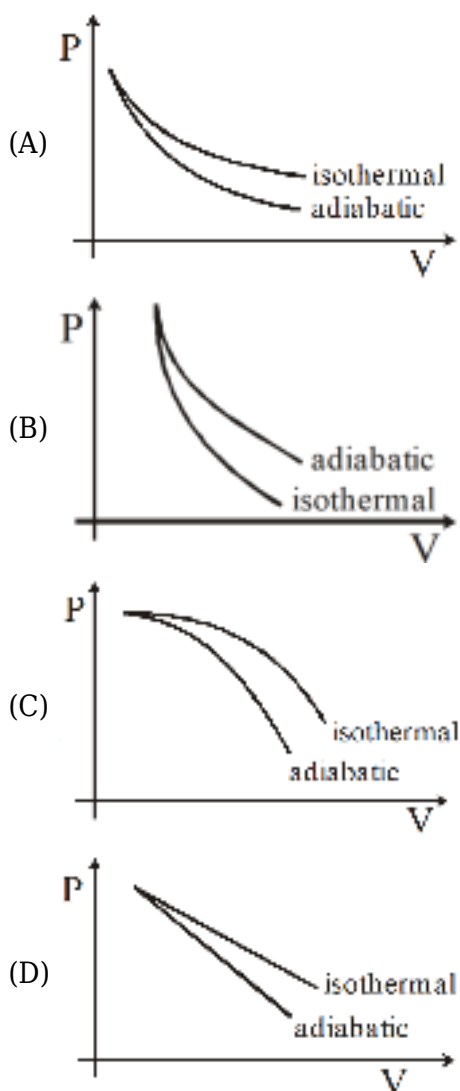 P
(A)
isothermal
adiabatic
V
P
(B)
adiabatic
isothermal
V
P
(C)
isothermal
adiabatic
V
P
(D)
isothermal
adiabatic
V